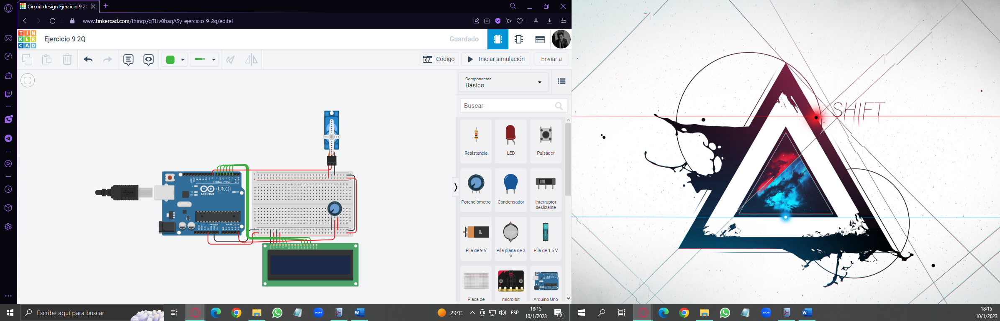 Circuit design Ejercicio 9 2Q
www.tinkercad.com/things/gTHv0haqASy-ejercicio-9-2q/editel
TIN
KER
CAD
Ejercicio 9 2Q
Guardado
Código
Iniciar simulación
Enviar a
Componentes
Básico
Buscar
Resistencia
LED
Pulsador
Potenciómetro
Condensador
Interruptor
deslizante
9V
Pila de 9 V
Pila plana de 3
V
Pila de 1,5 V
Placa de
micro:bit
Arduino Uno
DIGITAL (PWM~)
UNO
ARDUINO
POWER
ANALOG IN
SHIFT
Escribe aquí para buscar
zoom
29°C
ESP
18:15
10/1/2023
2
zoom
18:15
10/1/2023